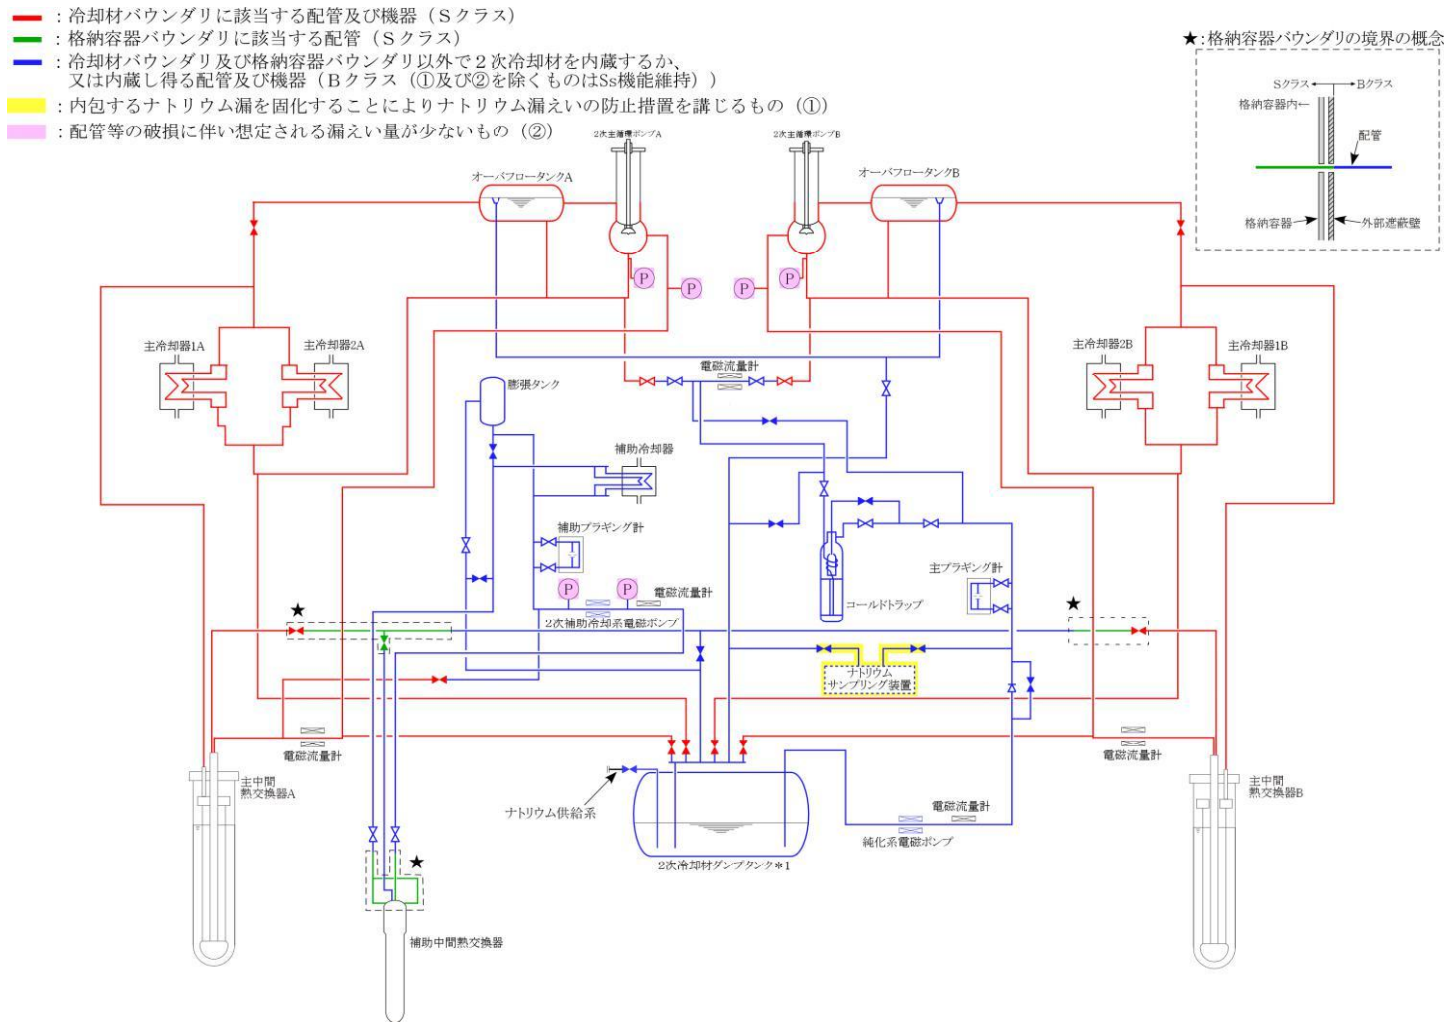 ：冷却材バウンダリに該当する配管及び機器（Ｓクラス）
：格納容器バウンダリに該当する配管（Ｓクラス）
：冷却材バウンダリ及び格納容器バウンダリ以外で２次冷却材を内蔵するか、
又は内蔵し得る配管及び機器（Ｂクラス（①及び②を除くものはSs機能維持））
：内包するナトリウム漏を固化することによりナトリウム漏えいの防止措置を講じるもの（①）
：配管等の破損に伴い想定される漏えい量が少ないもの（②）
★:格納容器バウンダリの境界の概念
Sクラス
Bクラス
格納容器内←
配管
格納容器
外部遮蔽壁
2次主循環ポンプA
2次主循環ポンプB
オーバフロータンクA
オーバフロータンクB
P
P
P
P
主冷却器1A
主冷却器2A
主冷却器2B
主冷却器1B
電磁流量計
膨張タンク
補助冷却器
補助プラギング計
主プラギング計
コールドトラップ
P
P
電磁流量計
2次補助冷却系電磁ポンプ
★
★
ナトリウム
サンプリング装置
電磁流量計
電磁流量計
主中間
熱交換器A
主中間
熱交換器B
ナトリウム供給系
電磁流量計
純化系電磁ポンプ
2次冷却材ダンプタンク＊1
★
補助中間熱交換器